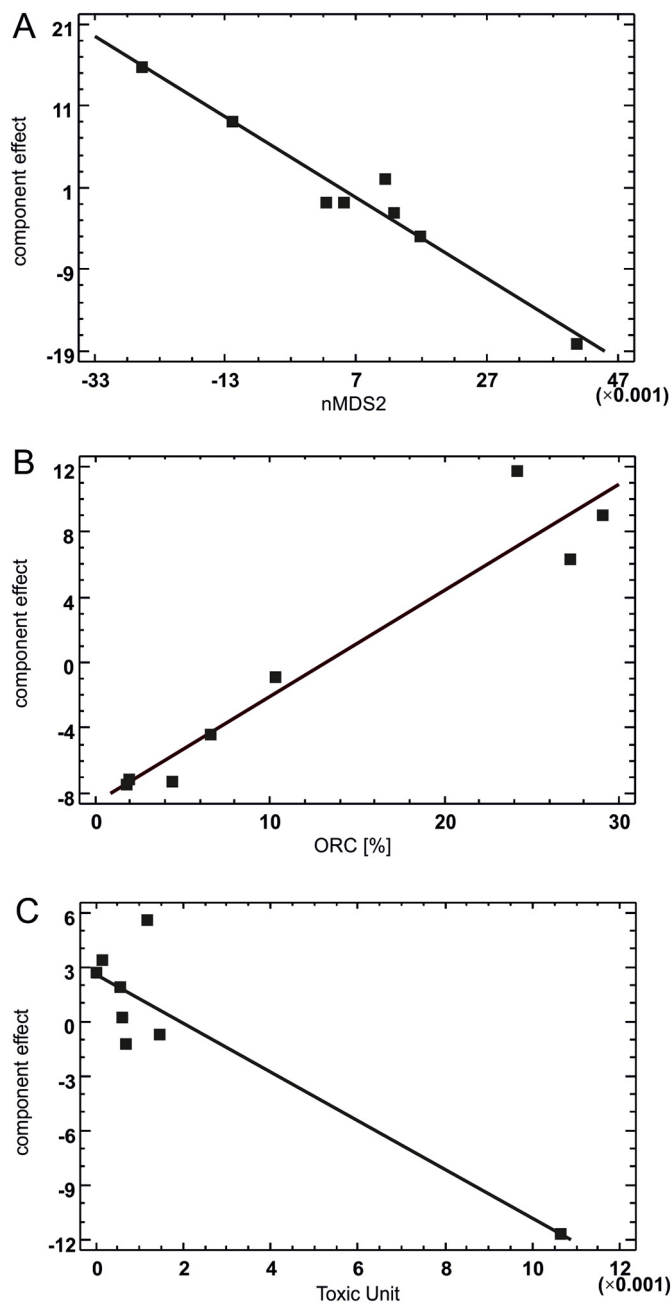 A
21
11
1
-9
-19
component effect
-33 -13 7 27 47
(×0.001)
nMDS2
B
12
8
4
0
-4
-8
component effect
0 10 20 30
ORC [%]
C
6
3
0
-3
-6
-9
-12
component effect
0 2 4 6 8 10 12
(×0.001)
Toxic Unit